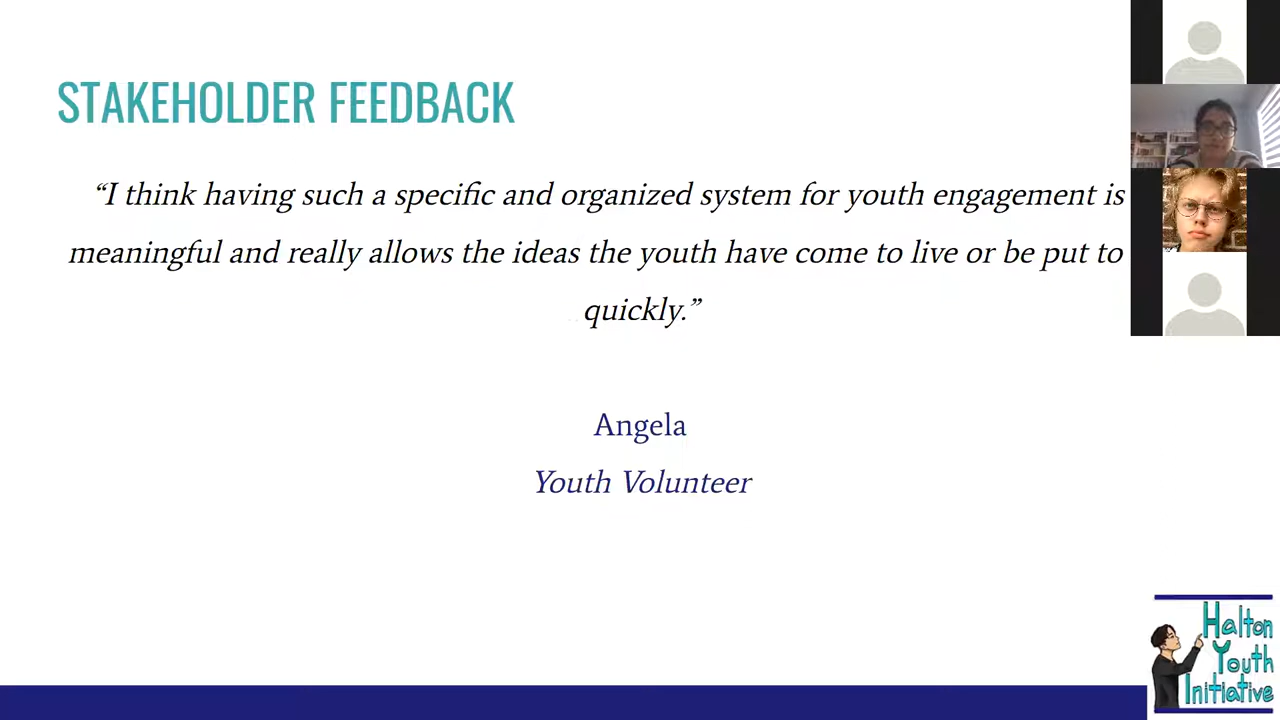 STAKEHOLDER FEEDBACK
“I think having such a specific and organized system for youth engagement is
meaningful and really allows the ideas the youth have come to live or be put to
quickly.”
Angela
Youth Volunteer
Halton
Youth
Initiative